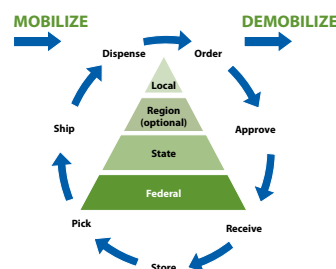 MOBILIZE
DEMOBILIZE
Dispense
Order
Local
Region
(optional)
Ship
Approve
State
Federal
Pick
Receive
Store